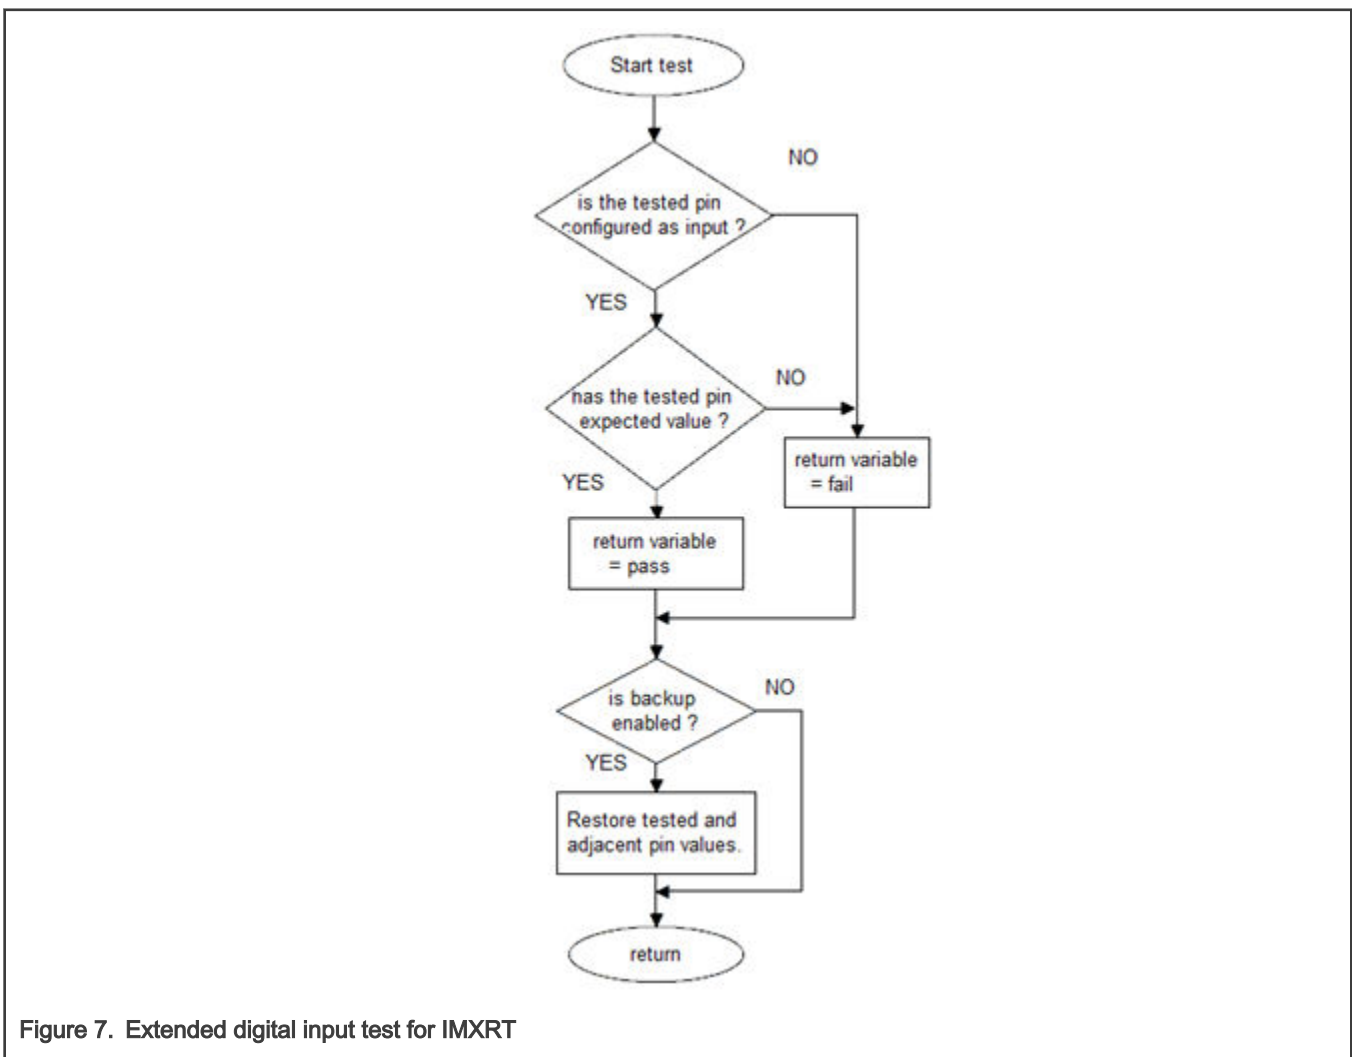 Start test
NO
is the tested pin
configured as input ?
YES
NO
has the tested pin
expected value ?
return variable
= fail
YES
return variable
= pass
NO
is backup
enabled ?
YES
Restore tested and
adjacent pin values.
return
Figure 7. Extended digital input test for IMXRT